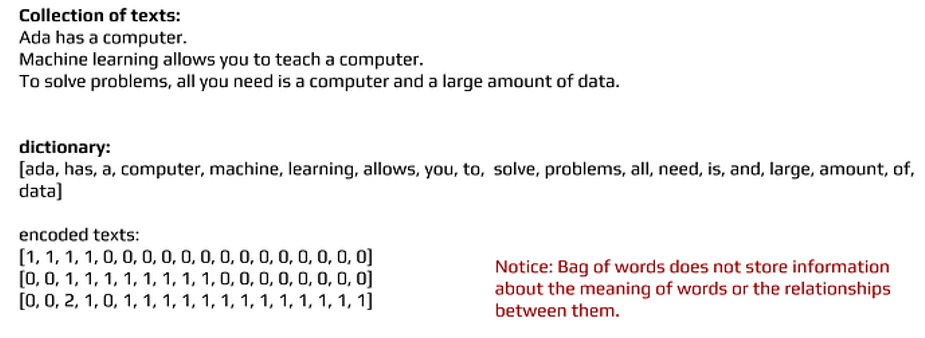 Collection of texts:
Ada has a computer.
Machine learning allows you to teach a computer.
To solve problems, all you need is a computer and a large amount of data.
dictionary:
[ada, has, a, computer, machine, learning, allows, you, to, solve, problems, all, need, is, and, large, amount, of,
data]
encoded texts:
[1, 1, 1, 1, 0, 0, 0, 0, 0, 0, 0, 0, 0, 0, 0, 0, 0, 0]
[0, 0, 1, 1, 1, 1, 1, 1, 1, 1, 0, 0, 0, 0, 0, 0, 0, 0]
[0, 0, 2, 1, 0, 1, 1, 1, 1, 1, 1, 1, 1, 1, 1, 1, 1, 1]
Notice: Bag of words does not store information
about the meaning of words or the relationships
between them.